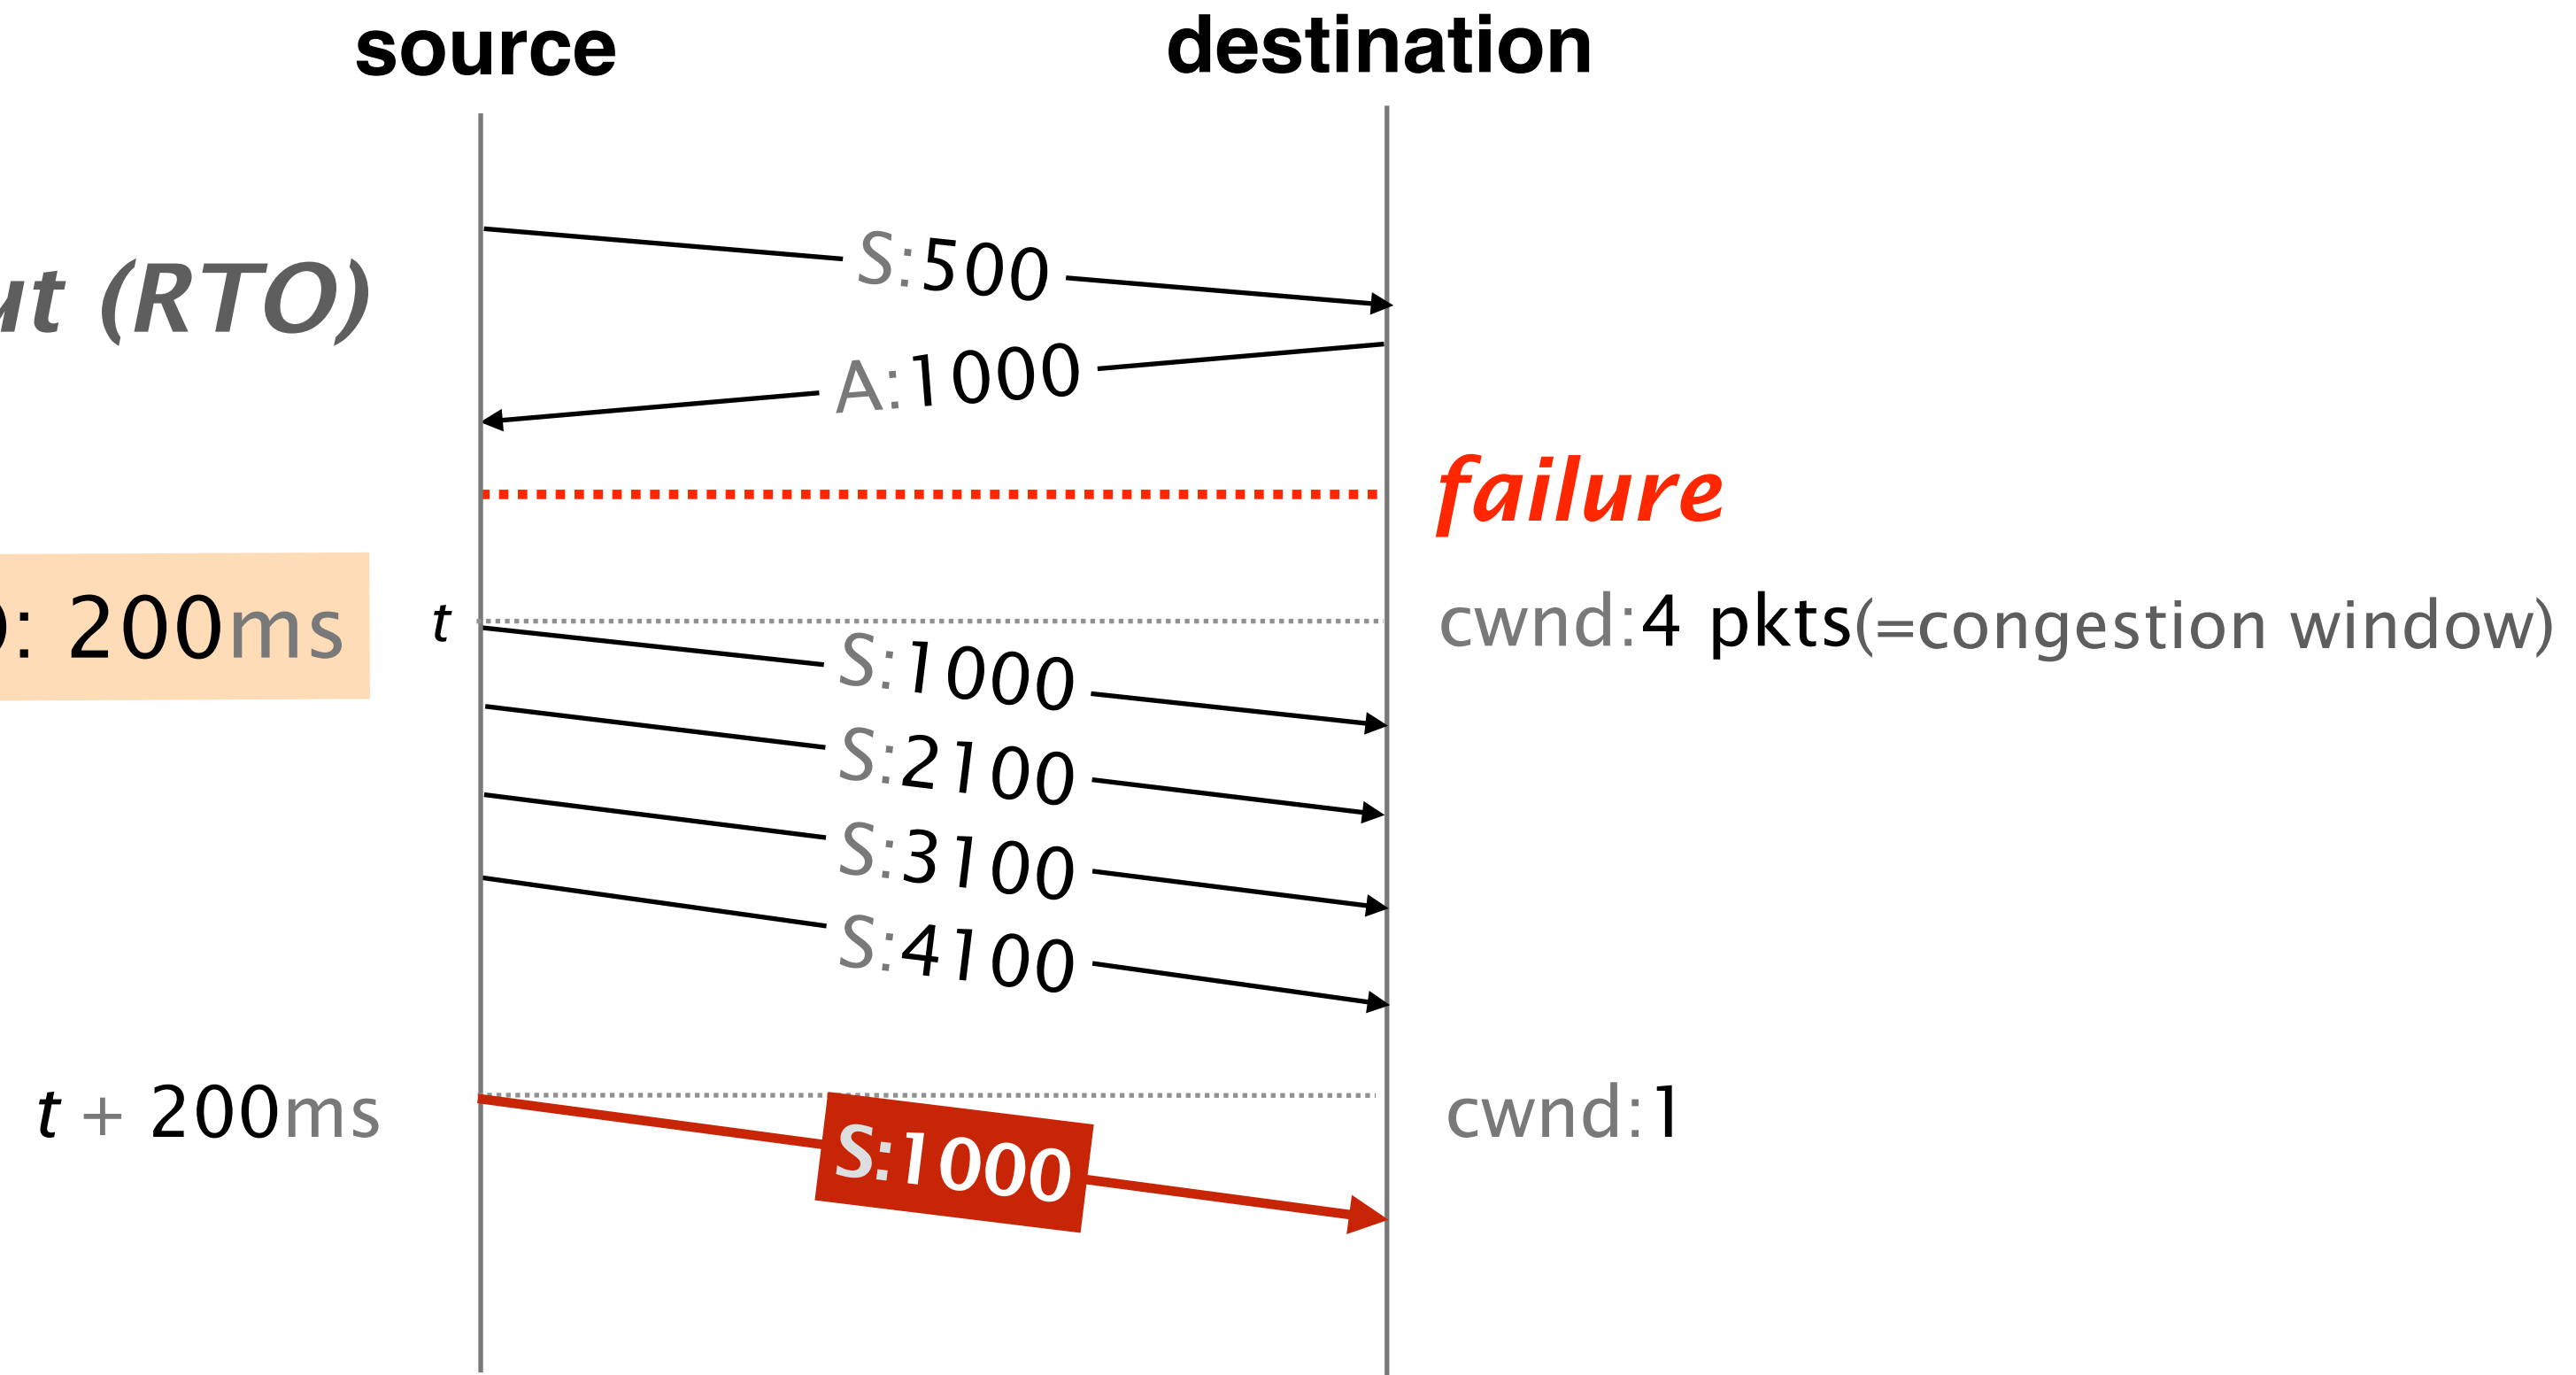 source
destination
S:500
ut (RTO)
A:1000
failure
: 200ms
t
cwnd:4 pkts(=congestion window)
S:1000
S:2100
S:3100
S:4100
t + 200ms
cwnd:1
S:1000